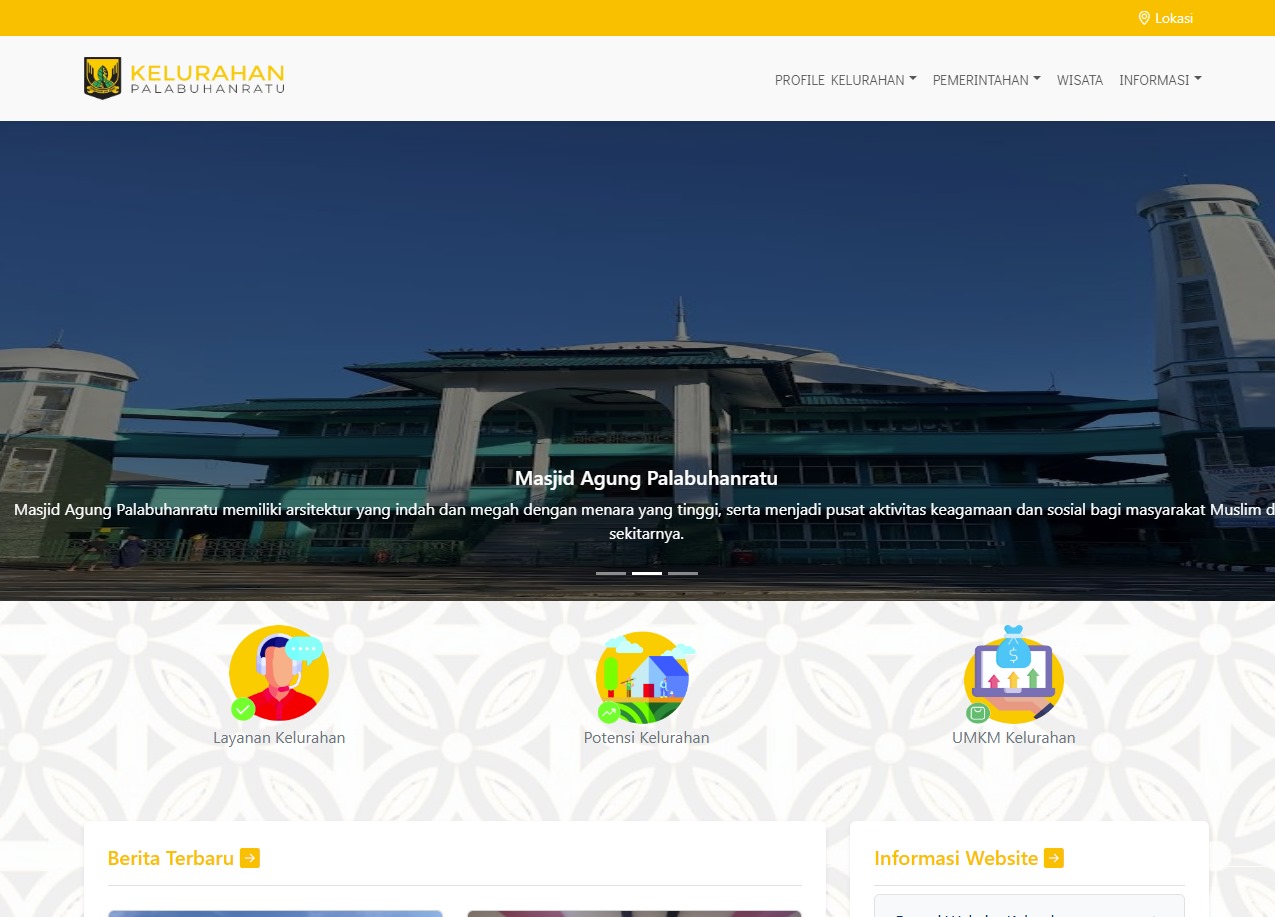 Lokasi
KELURAHAN
PALABUHANRATU
PROFILE KELURAHAN
PEMERINTAHAN
WISATA
INFORMASI
Masjid Agung Palabuhanratu
Masjid Agung Palabuhanratu memiliki arsitektur yang indah dan megah dengan menara yang tinggi, serta menjadi pusat aktivitas keagamaan dan sosial bagi masyarakat Muslim d
sekitarnya.
Layanan Kelurahan
Potensi Kelurahan
UMKM Kelurahan
Berita Terbaru
Informasi Website